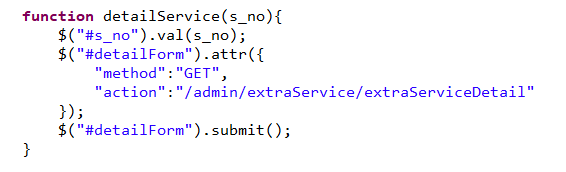 function detailService(s_no){
    $("#s_no").val(s_no);
    $("#detailForm").attr({
        "method":"GET",
        "action":"/admin/extraService/extraServiceDetail"
    });
    $("#detailForm").submit();
}